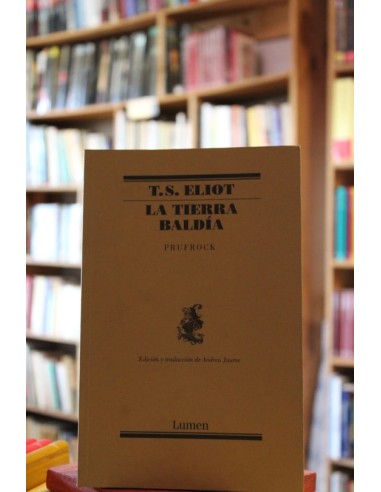 T.S. ELIOT
LA TIERRA
BALDÍA
PRUFROCK
Edición y traducción de Andreu Jaume
Lumen